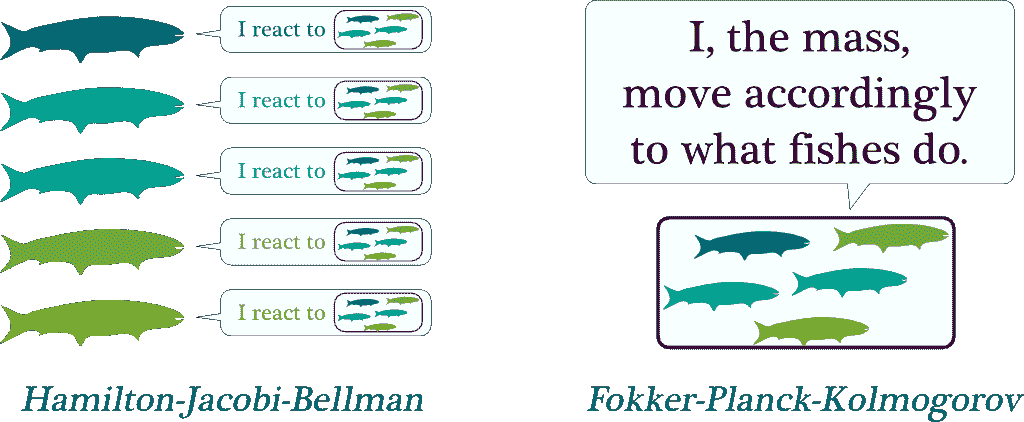 I react to
I react to
I react to
I react to
I react to
Hamilton-Jacobi-Bellman
I, the mass,
move accordingly
to what fishes do.
Fokker-Planck-Kolmogorov